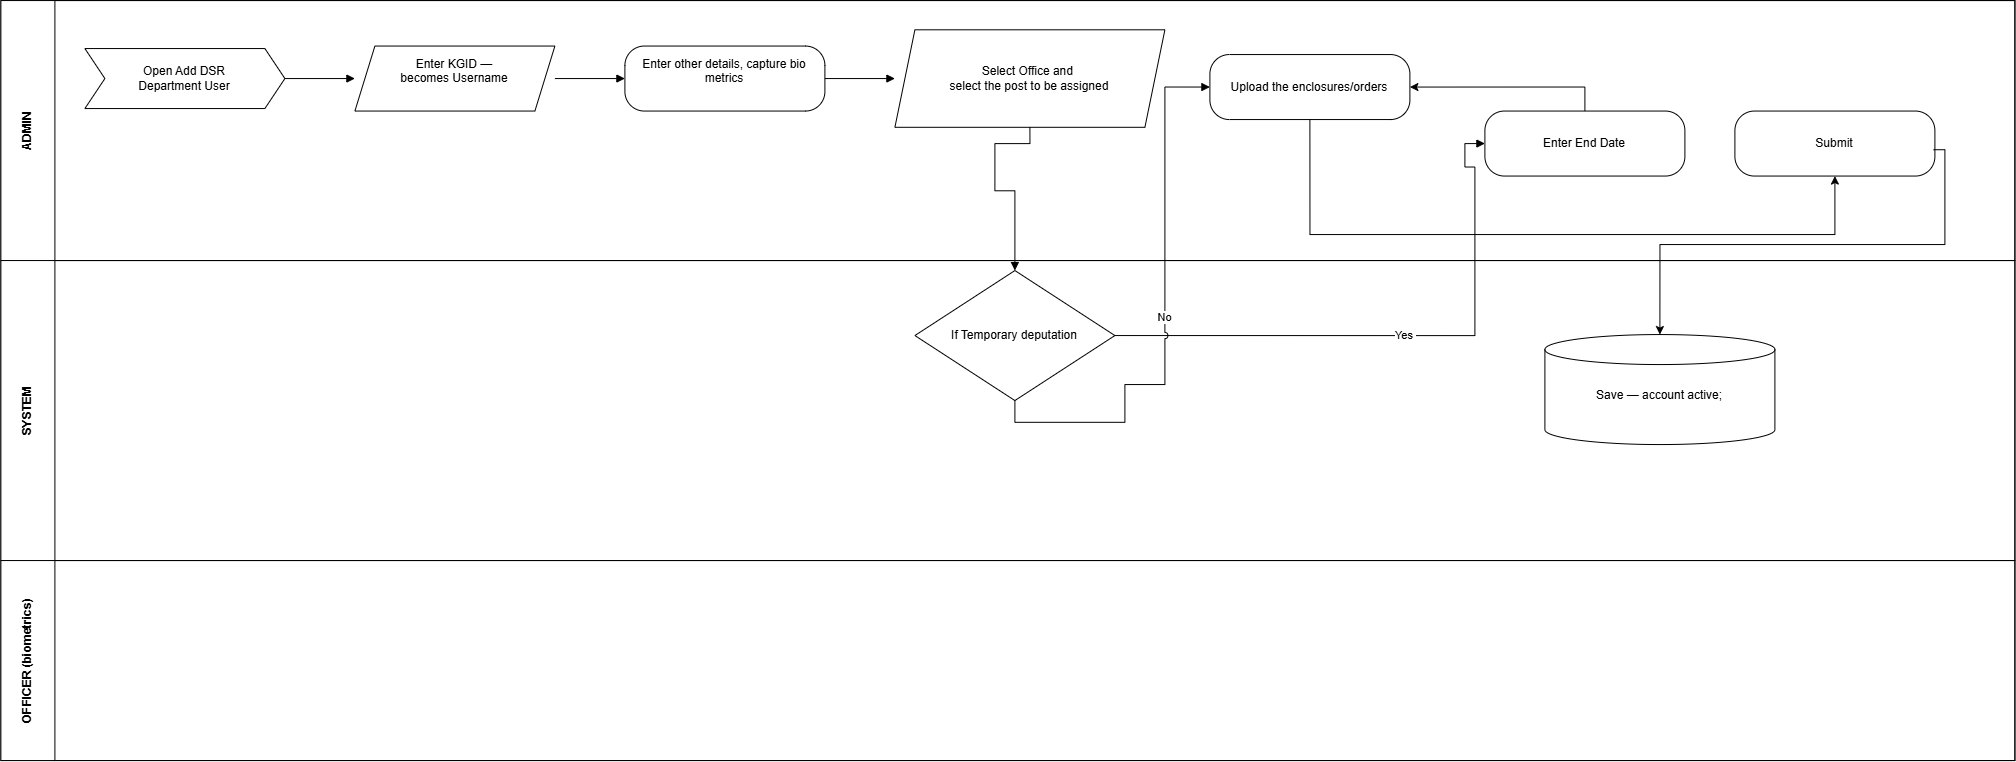 ADMIN
Open Add DSR
Department User
Enter KGID —
becomes Username
Enter other details, capture bio
metrics
Select Office and
select the post to be assigned
Upload the enclosures/orders
Enter End Date
Submit
SYSTEM
If Temporary deputation
No
Yes
Save — account active;
OFFICER (biometrics)